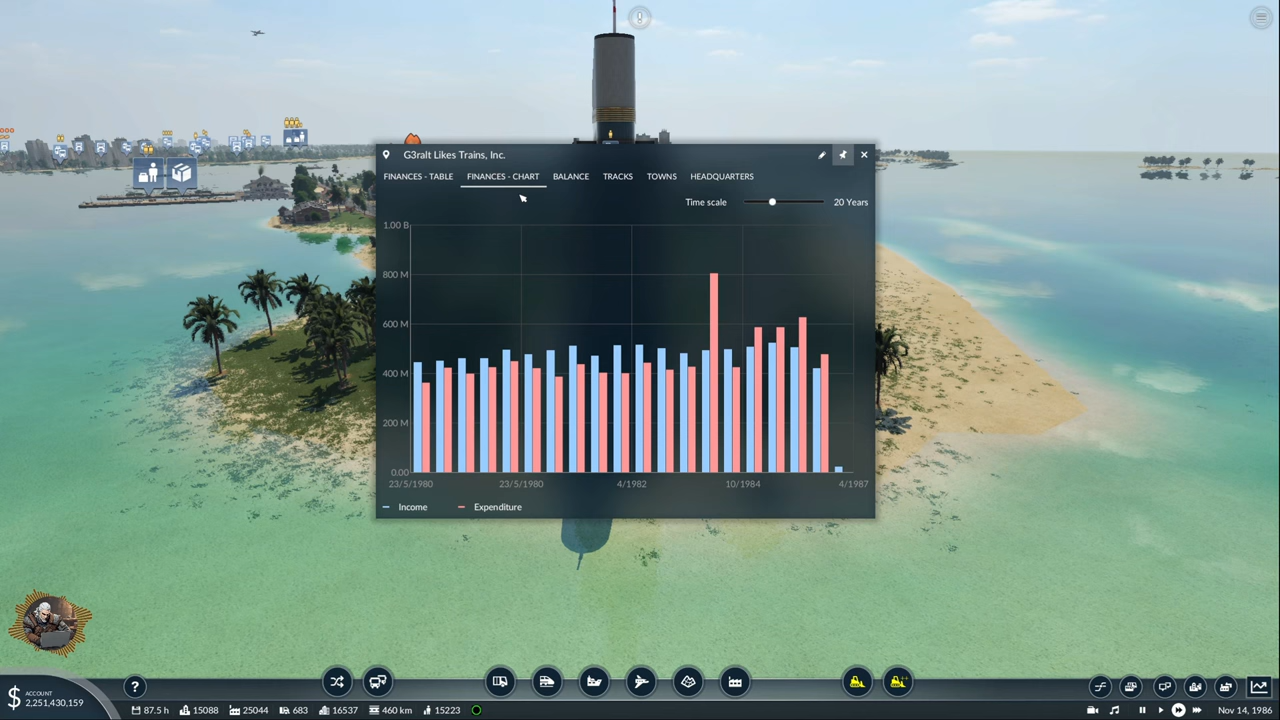 G3ralt Likes Trains, Inc.
FINANCES - TABLE FINANCES - CHART BALANCE TRACKS TOWNS HEADQUARTERS
Time scale 20 Years
1.00 B
800 M
600 M
400 M
200 M
0.00
23/5/1980 23/5/1980 4/1982 10/1984 4/1987
Income Expenditure
?
$ ACCOUNT
2,251,430,159
87.5 h 15088 25044 683 16537 460 km 15223 Nov 14, 1986